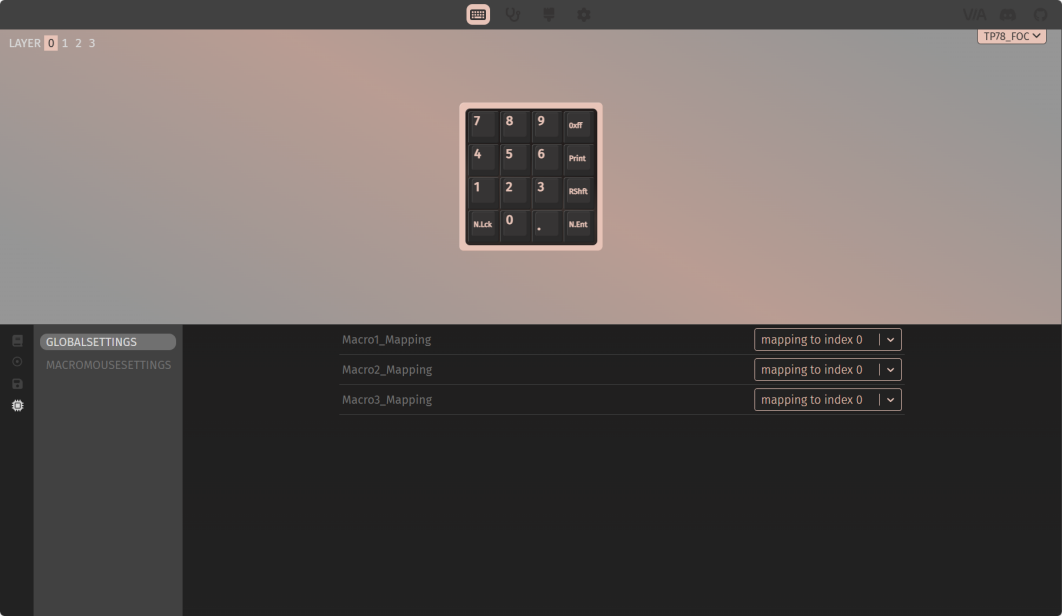 VIA
LAYER 0 1 2 3
TP78_FOC
7 8 9 0xff
4 5 6 Print
1 2 3 RShft
N.Lck 0 . N.Ent
GLOBALSETTINGS
MACROMOUSESETTINGS
Macro1_Mapping mapping to index 0
Macro2_Mapping mapping to index 0
Macro3_Mapping mapping to index 0